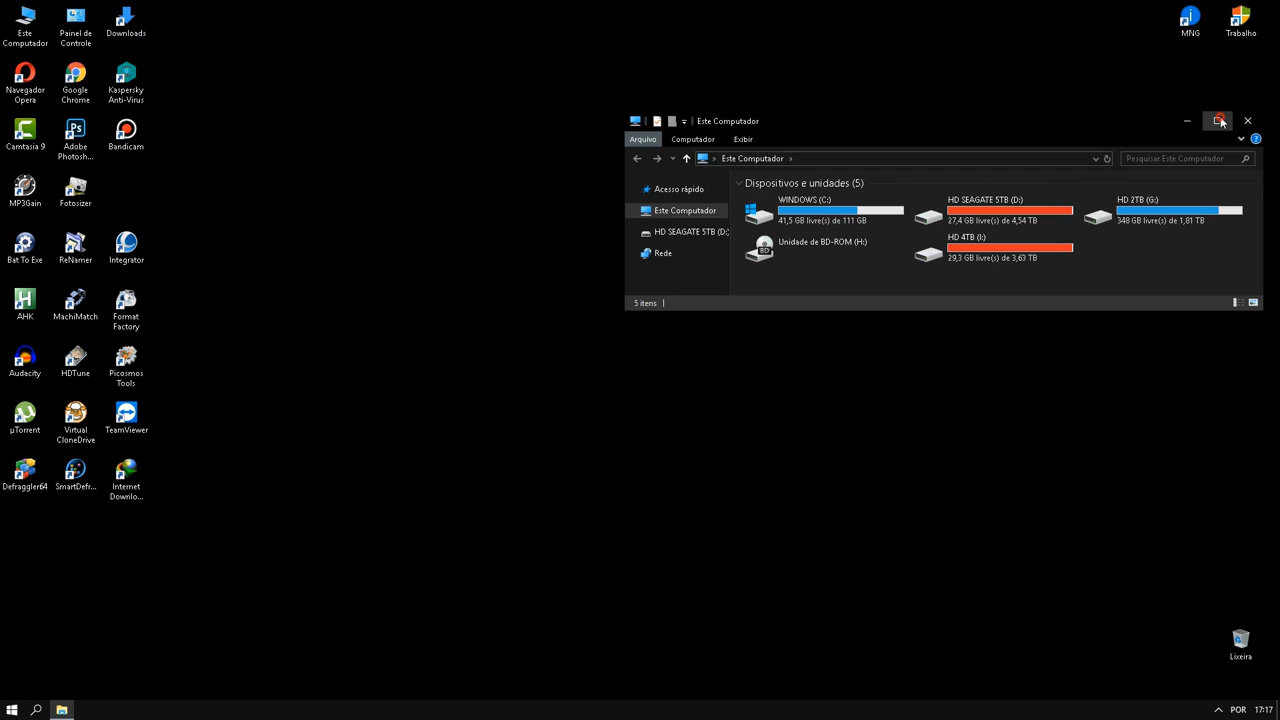 Este
Computador
Painel de
Controle
Downloads
Navegador
Opera
Google
Chrome
Kaspersky
Anti-Virus
Camtasia 9
Ps
Adobe
Photosh...
Bandicam
MP3Gain
Fotosizer
Bat To Exe
ReNamer
Integrator
H
AHK
MachiMatch
Format
Factory
Audacity
HDTune
Picosmos
Tools
µTorrent
Virtual
CloneDrive
TeamViewer
Defraggler64
SmartDefr...
Internet
Downlo...
MNG
Trabalho
Este Computador
Arquivo
Computador
Exibir
Este Computador
Pesquisar Este Computador
Acesso rápido
Este Computador
HD SEAGATE 5TB (D:)
Rede
Dispositivos e unidades (5)
WINDOWS (C:)
41,5 GB livre(s) de 111 GB
HD SEAGATE 5TB (D:)
27,4 GB livre(s) de 4,54 TB
HD 2TB (G:)
348 GB livre(s) de 1,81 TB
BD
Unidade de BD-ROM (H:)
HD 4TB (I:)
29,3 GB livre(s) de 3,63 TB
5 itens
Lixeira
POR
17:17